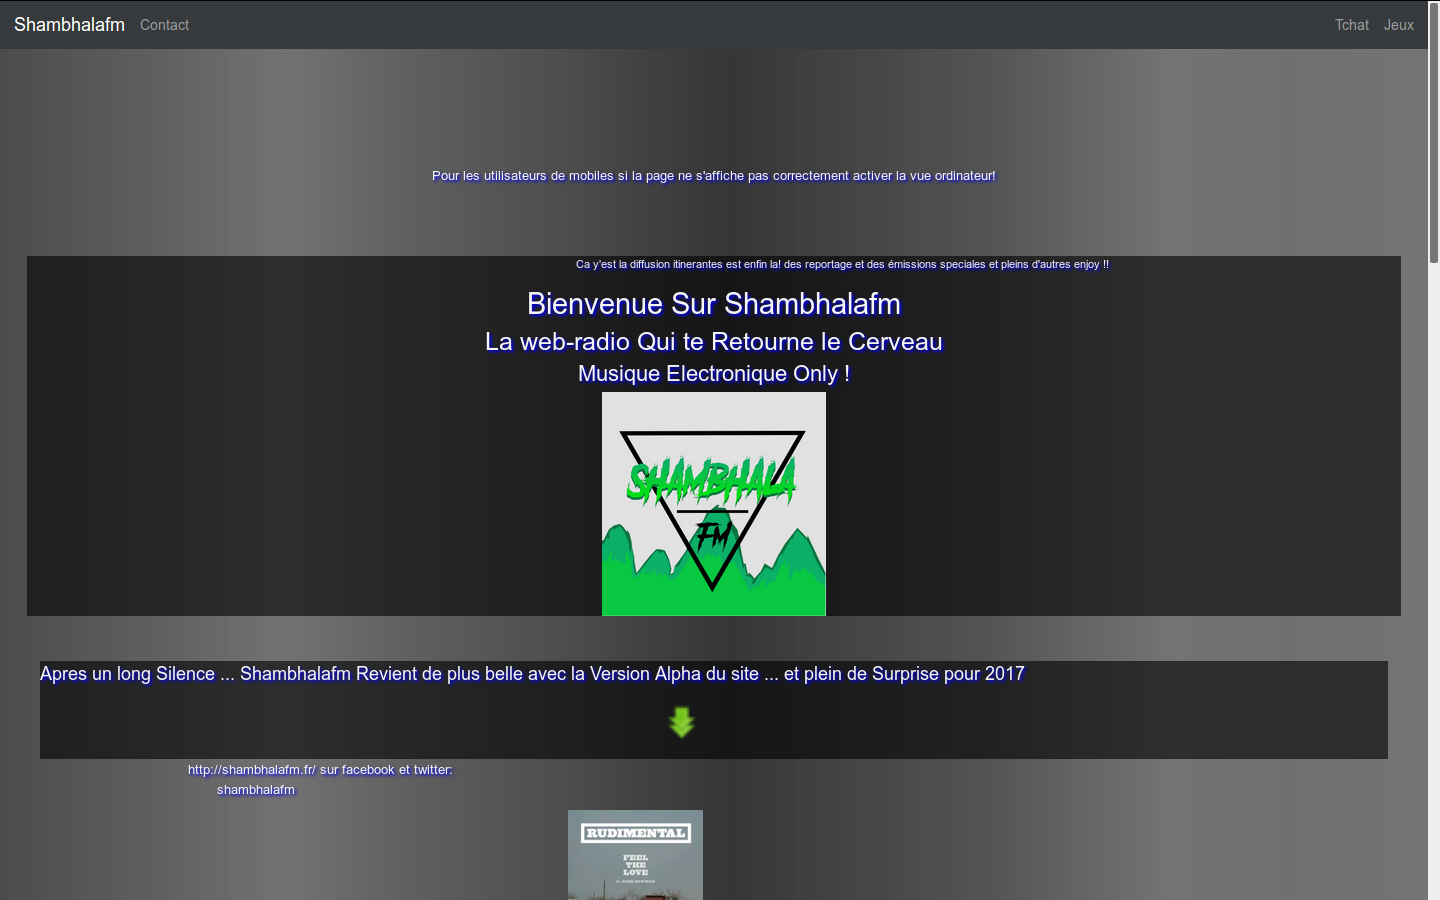 Shambhalafm Contact Tchat Jeux
Pour les utilisateurs de mobiles si la page ne s'affiche pas correctement activer la vue ordinateur!
Ca y'est la diffusion itinerantes est enfin la! des reportage et des émissions speciales et pleins d'autres enjoy !!
Bienvenue Sur Shambhalafm
La web-radio Qui te Retourne le Cerveau
Musique Electronique Only !
SHAMBHALA
FM
Apres un long Silence ... Shambhalafm Revient de plus belle avec la Version Alpha du site ... et plein de Surprise pour 2017
http://shambhalafm.fr/ sur facebook et twitter:
shambhalafm
RUDIMENTAL
FEEL
THE
LOVE